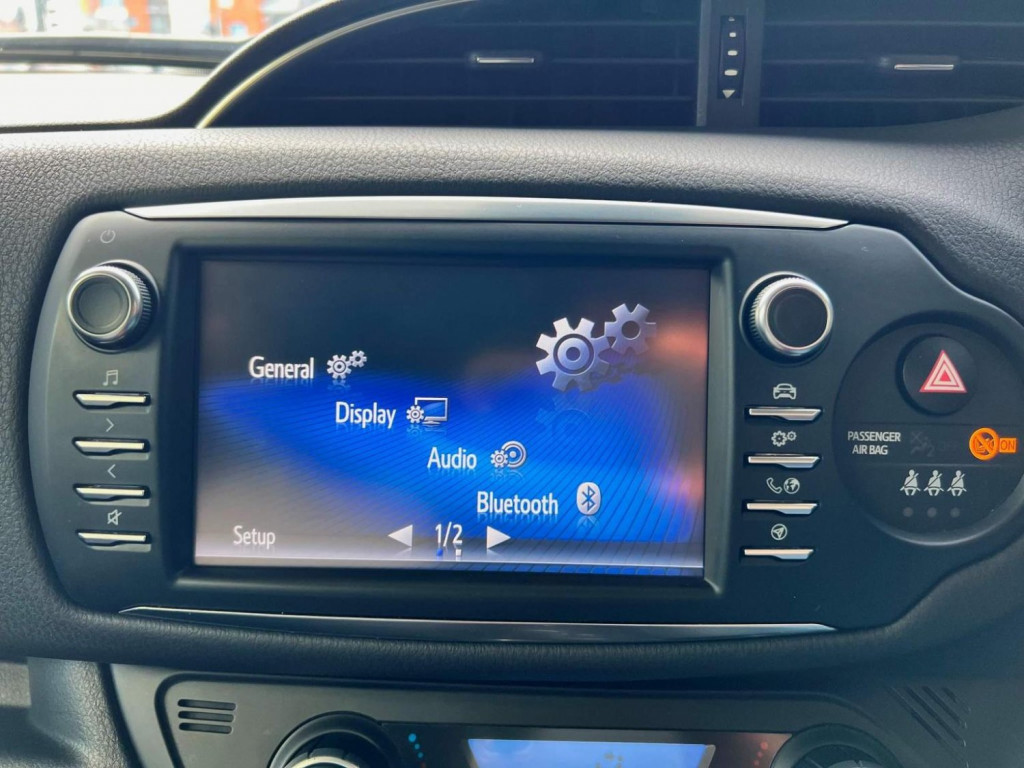 General
Display
Audio
Bluetooth
Setup
1/2
PASSENGER
AIR BAG
ON